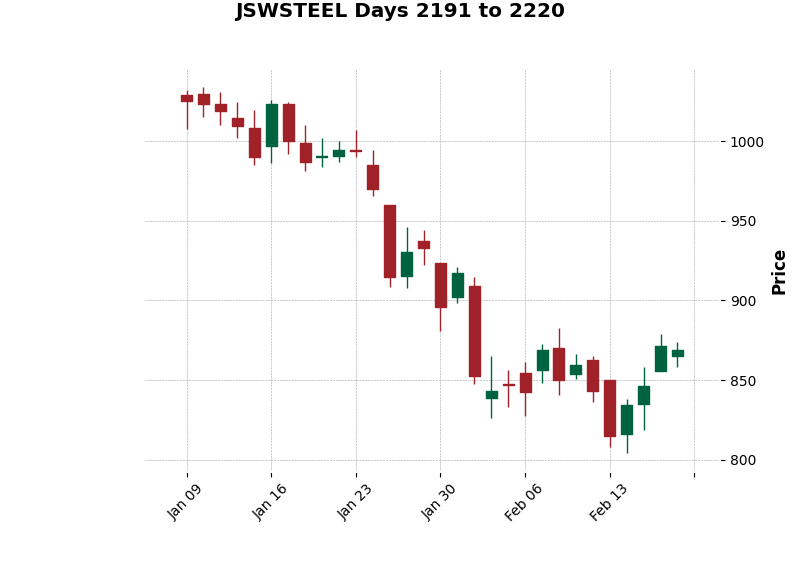 JSWSTEEL Days 2191 to 2220
1000
950
900
850
800
Price
Jan 09
Jan 16
Jan 23
Jan 30
Feb 06
Feb 13